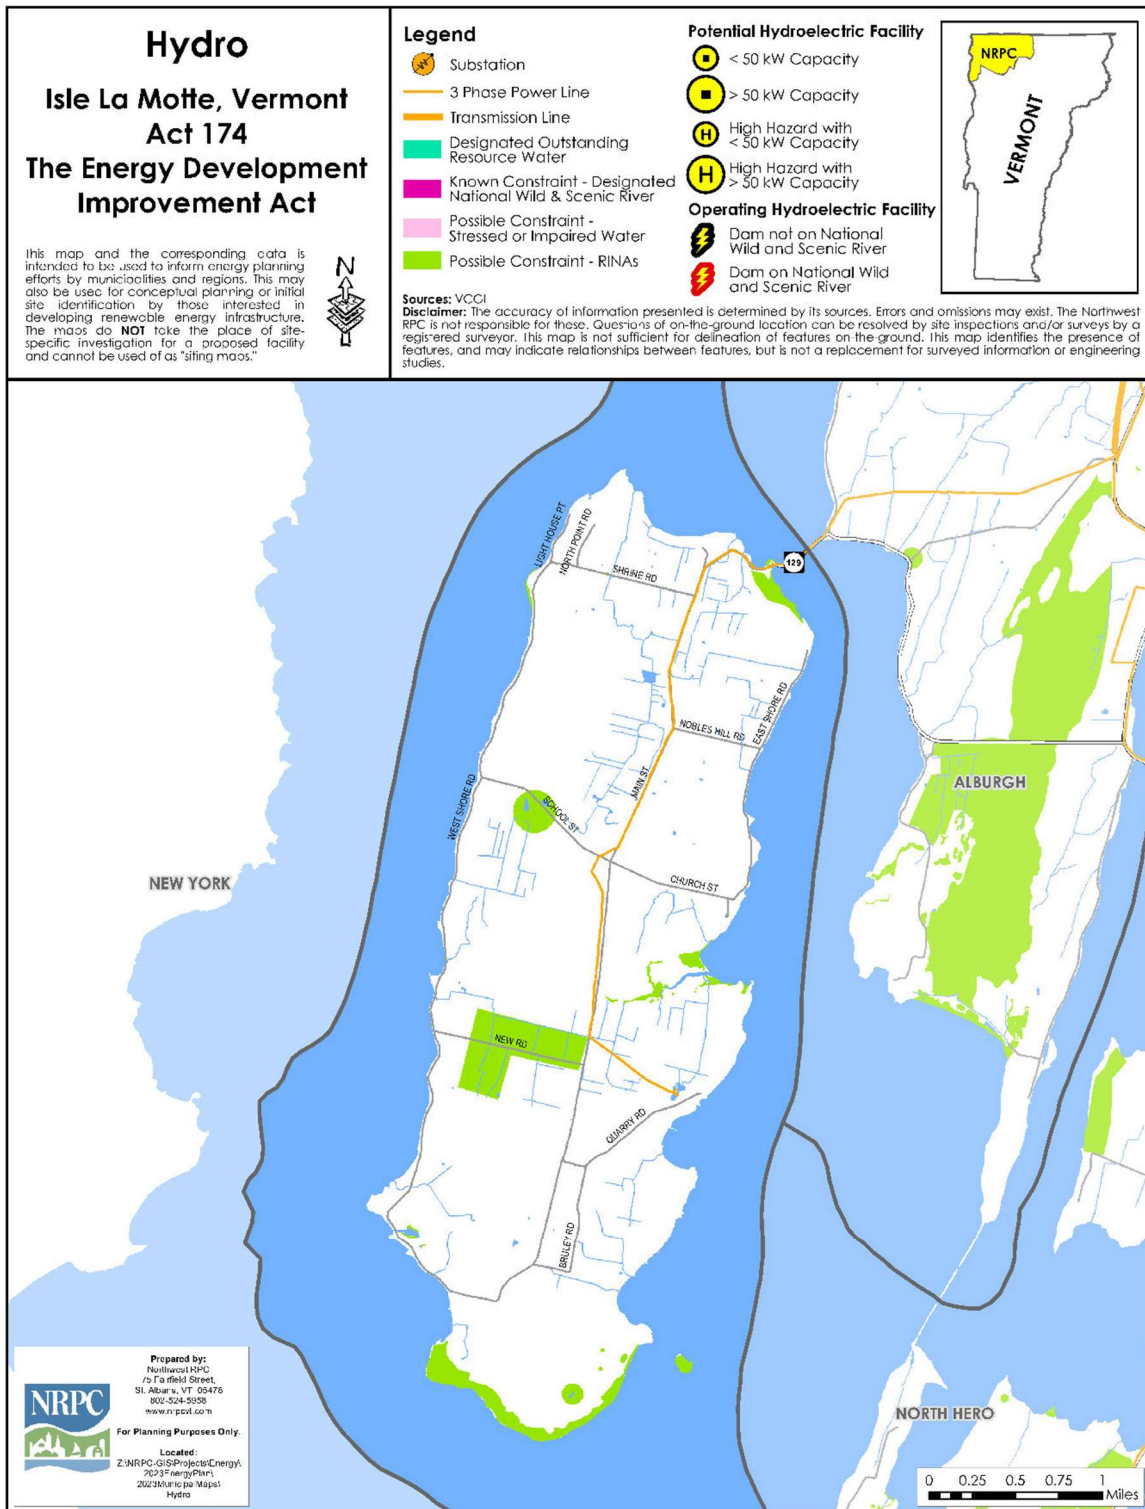 Hydro
Isle La Motte, Vermont
Act 174
The Energy Development
Improvement Act
This map and the corresponding data is
intended to be used to inform energy planning
efforts by municipalities and regions. This may
also be used for conceptual planning or initial
site identification by those interested in
developing renewable energy infrastructure.
The maps do NOT take the place of site-
specific investigation for a proposed facility
and cannot be used of as "siting maps."
N
Legend
Substation
3 Phase Power Line
Transmission Line
Designated Outstanding
Resource Water
Known Constraint - Designated
National Wild & Scenic River
Possible Constraint -
Stressed or Impaired Water
Possible Constraint - RINAs
Potential Hydroelectric Facility
< 50 kW Capacity
> 50 kW Capacity
H
High Hazard with
< 50 kW Capacity
H
High Hazard with
> 50 kW Capacity
Operating Hydroelectric Facility
Dam not on National
Wild and Scenic River
Dam on National Wild
and Scenic River
NRPC
VERMONT
Sources: VCGI
Disclaimer: The accuracy of information presented is determined by its sources. Errors and omissions may exist. The Northwest
RPC is not responsible for these. Questions of on-the-ground location can be resolved by site inspections and/or surveys by a
registered surveyor. This map is not sufficient for delineation of features on-the-ground. This map identifies the presence of
features, and may indicate relationships between features, but is not a replacement for surveyed information or engineering
studies.
LIGHT HOUSE PT
NORTH POINT RD
SHRINE RD
129
EAST SHORE RD
NOBLES HILL RD
MAIN ST
WEST SHORE RD
SCHOOL ST
CHURCH ST
ALBURGH
NEW YORK
NEW RD
QUARRY RD
BRULEY RD
NORTH HERO
NRPC
Prepared by:
Northwest RPC
75 Fairfield Street,
St. Albans, VT 05478
802-524-5958
www.nrpcvt.com
For Planning Purposes Only.
Located:
Z:\NRPC-GIS\Projects\Energy\
2023EnergyPlan\
2023MunicipalMaps\
Hydro
0 0.25 0.5 0.75 1
Miles